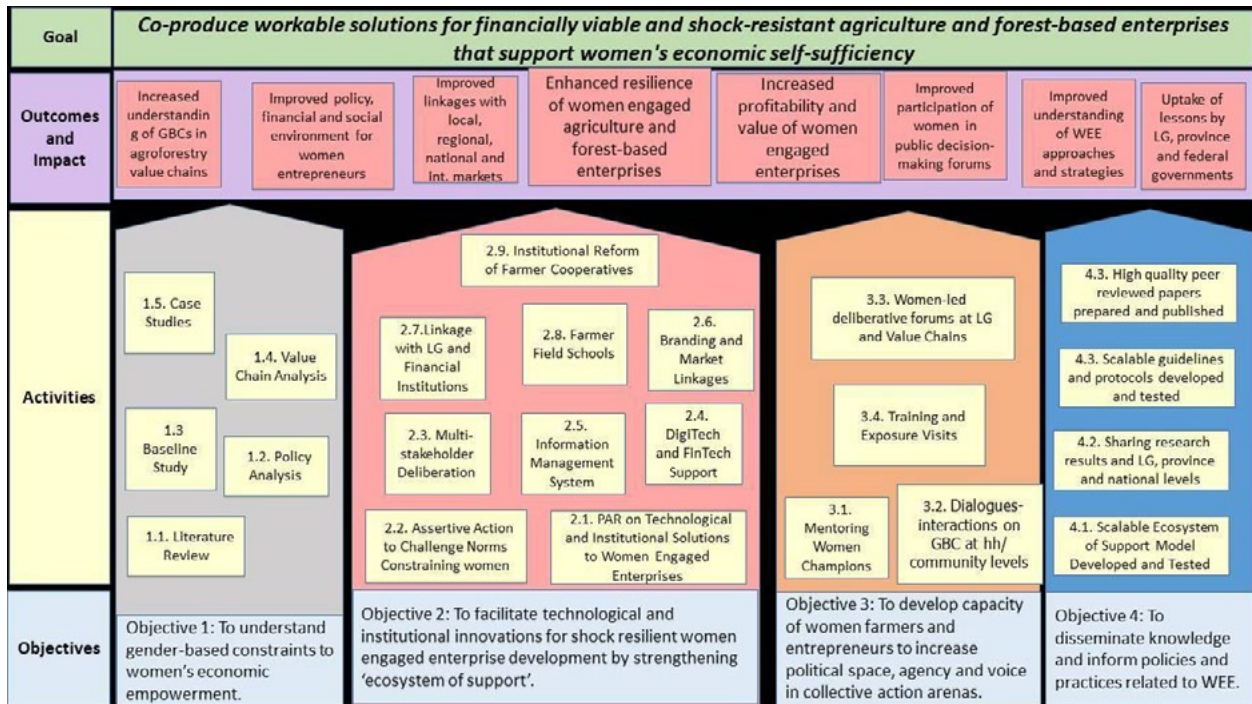 Goal
Co-produce workable solutions for financially viable and shock-resistant agriculture and forest-based enterprises
that support women's economic self-sufficiency
Outcomes
and
Impact
Increased
understandin
g of GBCs in
agroforestry
value chains
Improved policy,
financial and social
environment for
women
entrepreneurs
Improved
linkages with
local,
regional,
national and
int. markets
Enhanced resilience
of women engaged
agriculture and
forest-based
enterprises
Increased
profitability and
value of women
engaged
enterprises
Improved
participation of
women in
public decision-
making forums
Improved
understanding
of WEE
approaches
and strategies
Uptake of
lessons by LG,
province and
federal
governments
Activities
1.5. Case
Studies
1.4. Value
Chain Analysis
1.3
Baseline
Study
1.2. Policy
Analysis
1.1. Literature
Review
2.9. Institutional Reform
of Farmer Cooperatives
2.7.Linkage
with LG and
Financial
Institutions
2.8. Farmer
Field Schools
2.6.
Branding and
Market
Linkages
2.3. Multi-
stakeholder
Deliberation
2.5.
Information
Management
System
2.4.
DigiTech
and FinTech
Support
2.2. Assertive Action
to Challenge Norms
Constraining women
2.1. PAR on Technological
and Institutional Solutions
to Women Engaged
Enterprises
3.3. Women-led
deliberative forums at LG
and Value Chains
3.4. Training and
Exposure Visits
3.1.
Mentoring
Women
Champions
3.2. Dialogues-
interactions on
GBC at hh/
community levels
4.3. High quality peer
reviewed papers
prepared and published
4.3. Scalable guidelines
and protocols developed
and tested
4.2. Sharing research
results and LG, province
and national levels
4.1. Scalable Ecosystem
of Support Model
Developed and Tested
Objectives
Objective 1: To understand
gender-based constraints to
women's economic
empowerment.
Objective 2: To facilitate technological and
institutional innovations for shock resilient women
engaged enterprise development by strengthening
'ecosystem of support'.
Objective 3: To develop capacity
of women farmers and
entrepreneurs to increase
political space, agency and voice
in collective action arenas.
Objective 4: To
disseminate knowledge
and inform policies and
practices related to WEE.